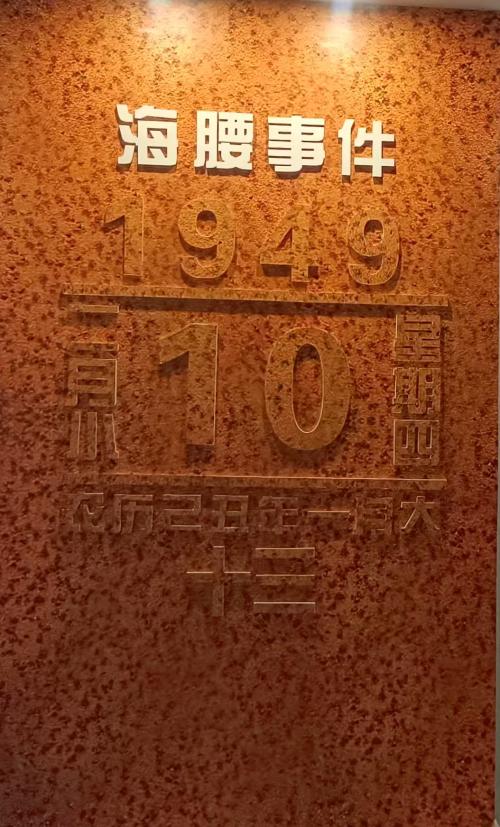 海腰事件
1949
二月小
10
星期四
农历己丑年一月大
十三